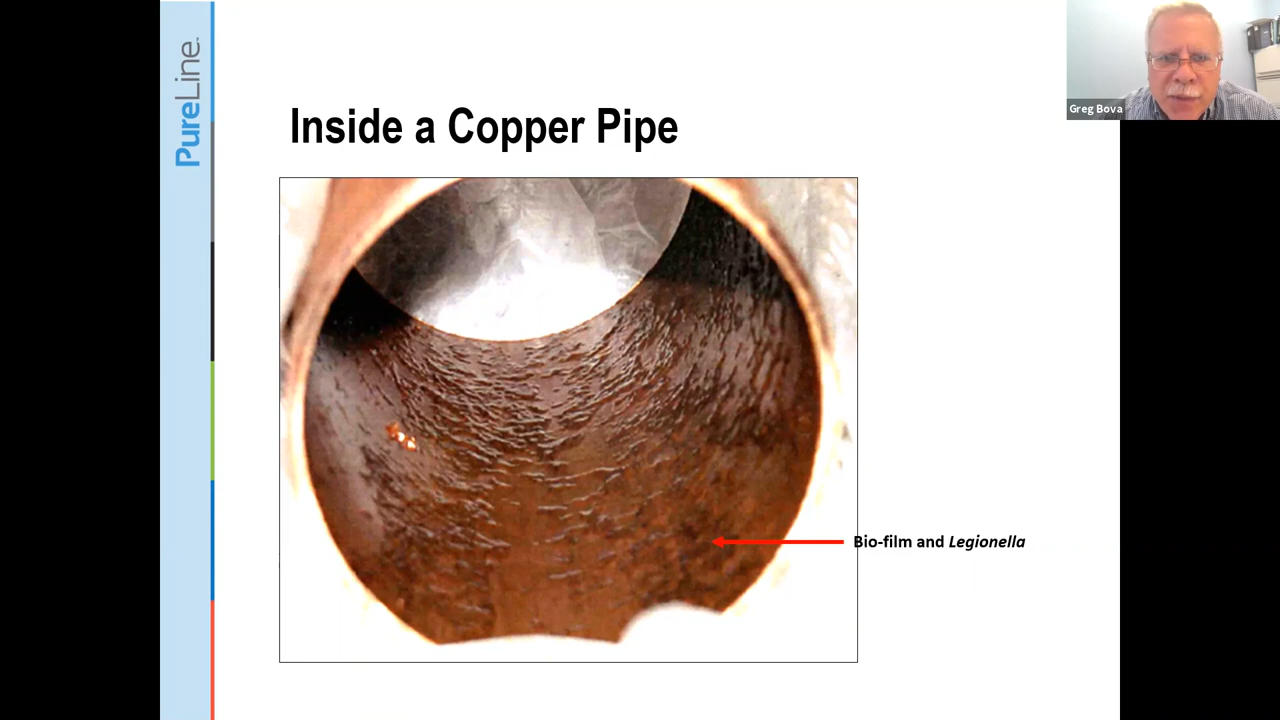 PureLine
Inside a Copper Pipe
Greg Bova
Bio-film and Legionella